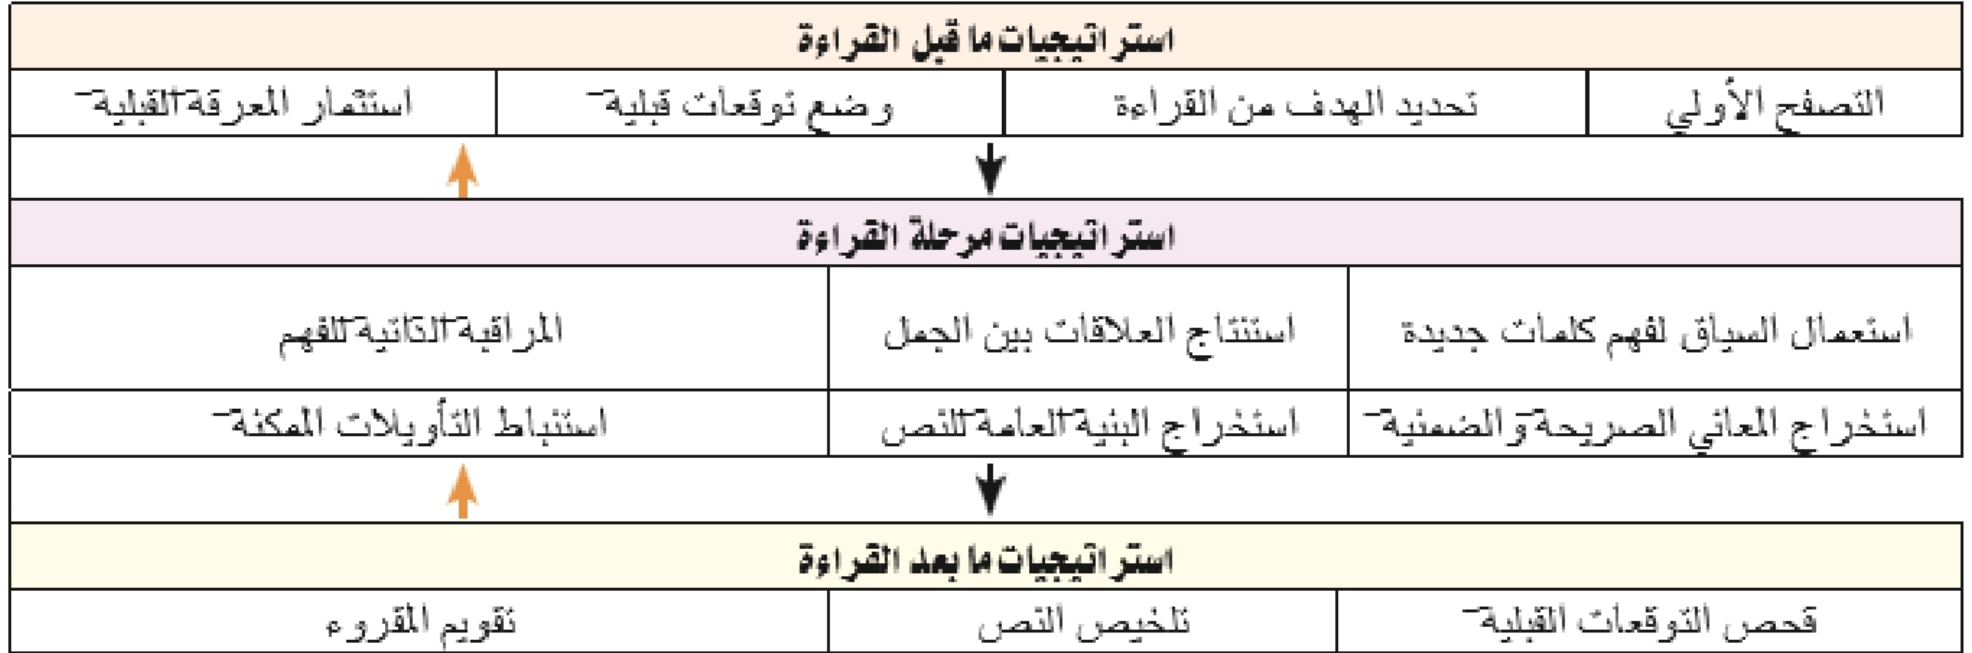 استراتيجيات ما قبل القراءة
التصفح الأولي تحديد الهدف من القراءة وضع توقعات قبلية استثمار المعرفة القبلية
استراتيجيات مرحلة القراءة
استعمال السياق لفهم كلمات جديدة استنتاج العلاقات بين الجمل المراقبة الذاتية للفهم
استخراج المعاني الصريحة والضمنية استخراج البنية العامة للنص استنباط التأويلات الممكنة
استراتيجيات ما بعد القراءة
فحص التوقعات القبلية تلخيص النص تقويم المقروء